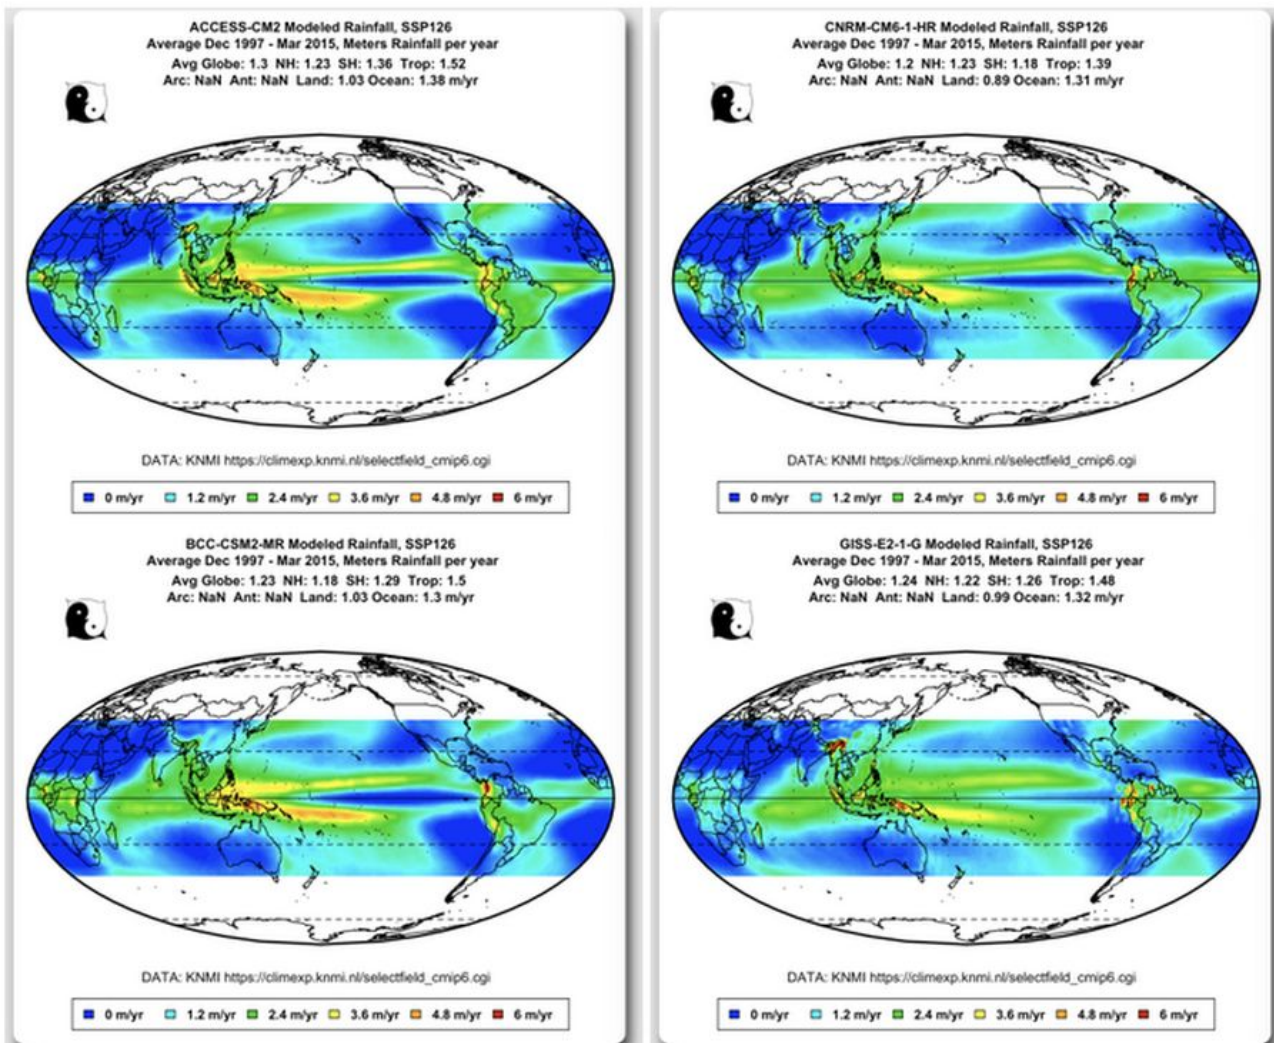 ACCESS-CM2 Modeled Rainfall, SSP126
Average Dec 1997 - Mar 2015, Meters Rainfall per year
Avg Globe: 1.3 NH: 1.23 SH: 1.36 Trop: 1.52
Arc: NaN Ant: NaN Land: 1.03 Ocean: 1.38 m/yr
DATA: KNMI https://climexp.knmi.nl/selectfield_cmip6.cgi
0 m/yr 1.2 m/yr 2.4 m/yr 3.6 m/yr 4.8 m/yr 6 m/yr
CNRM-CM6-1-HR Modeled Rainfall, SSP126
Average Dec 1997 - Mar 2015, Meters Rainfall per year
Avg Globe: 1.2 NH: 1.23 SH: 1.18 Trop: 1.39
Arc: NaN Ant: NaN Land: 0.89 Ocean: 1.31 m/yr
DATA: KNMI https://climexp.knmi.nl/selectfield_cmip6.cgi
0 m/yr 1.2 m/yr 2.4 m/yr 3.6 m/yr 4.8 m/yr 6 m/yr
BCC-CSM2-MR Modeled Rainfall, SSP126
Average Dec 1997 - Mar 2015, Meters Rainfall per year
Avg Globe: 1.23 NH: 1.18 SH: 1.29 Trop: 1.5
Arc: NaN Ant: NaN Land: 1.03 Ocean: 1.3 m/yr
DATA: KNMI https://climexp.knmi.nl/selectfield_cmip6.cgi
0 m/yr 1.2 m/yr 2.4 m/yr 3.6 m/yr 4.8 m/yr 6 m/yr
GISS-E2-1-G Modeled Rainfall, SSP126
Average Dec 1997 - Mar 2015, Meters Rainfall per year
Avg Globe: 1.24 NH: 1.22 SH: 1.26 Trop: 1.48
Arc: NaN Ant: NaN Land: 0.99 Ocean: 1.32 m/yr
DATA: KNMI https://climexp.knmi.nl/selectfield_cmip6.cgi
0 m/yr 1.2 m/yr 2.4 m/yr 3.6 m/yr 4.8 m/yr 6 m/yr